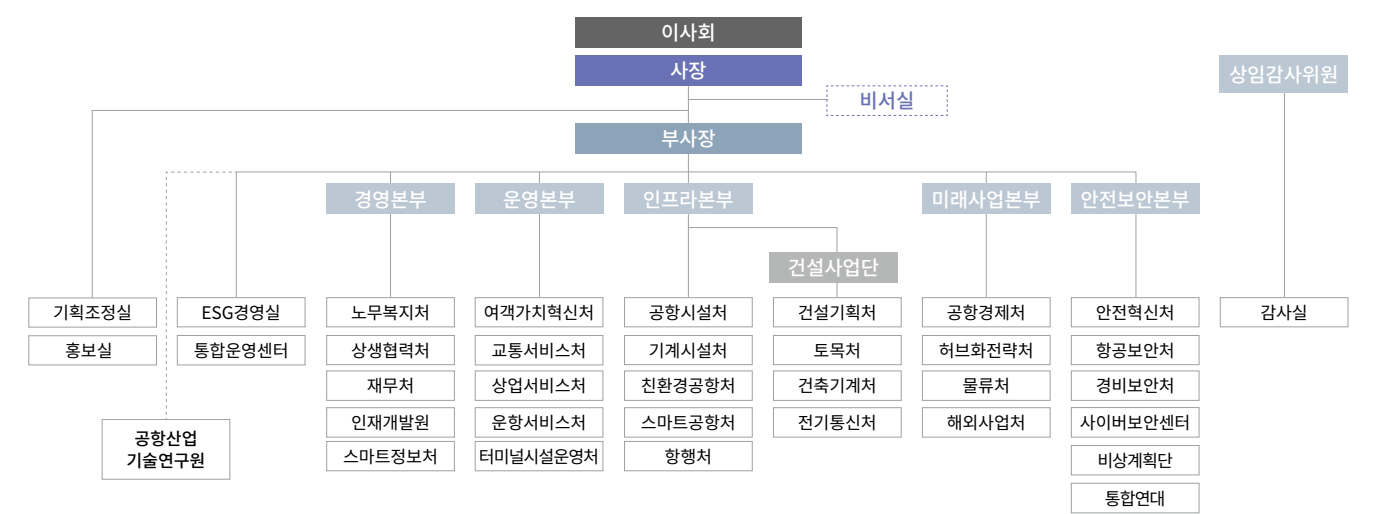 이사회
사장
상임감사위원
비서실
부사장
경영본부
운영본부
인프라본부
미래사업본부
안전보안본부
건설사업단
기획조정실
홍보실
ESG경영실
통합운영센터
공항산업
기술연구원
노무복지처
상생협력처
재무처
인재개발원
스마트정보처
여객가치혁신처
교통서비스처
상업서비스처
운항서비스처
터미널시설운영처
공항시설처
기계시설처
친환경공항처
스마트공항처
항행처
건설기획처
토목처
건축기계처
전기통신처
공항경제처
허브화전략처
물류처
해외사업처
안전혁신처
항공보안처
경비보안처
사이버보안센터
비상계획단
통합연대
감사실